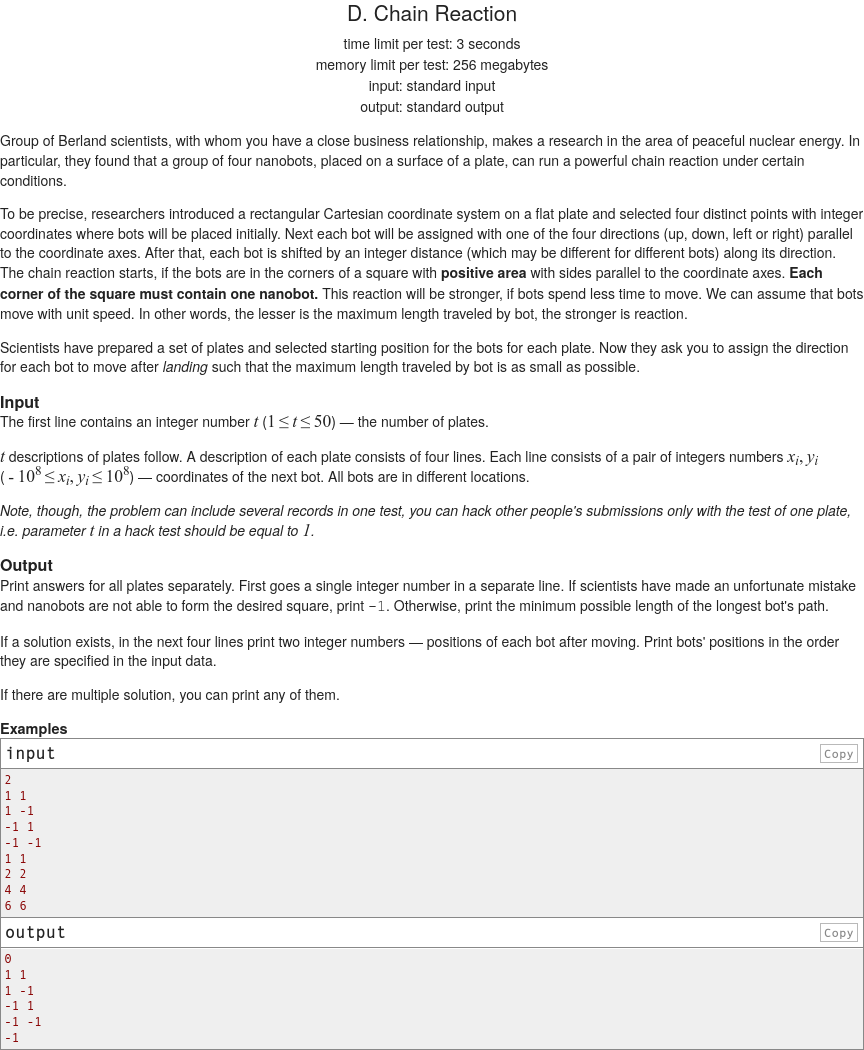 D. Chain Reaction
time limit per test: 3 seconds
memory limit per test: 256 megabytes
input: standard input
output: standard output
Group of Berland scientists, with whom you have a close business relationship, makes a research in the area of peaceful nuclear energy. In
particular, they found that a group of four nanobots, placed on a surface of a plate, can run a powerful chain reaction under certain
conditions.
To be precise, researchers introduced a rectangular Cartesian coordinate system on a flat plate and selected four distinct points with integer
coordinates where bots will be placed initially. Next each bot will be assigned with one of the four directions (up, down, left or right) parallel
to the coordinate axes. After that, each bot is shifted by an integer distance (which may be different for different bots) along its direction.
The chain reaction starts, if the bots are in the corners of a square with positive area with sides parallel to the coordinate axes. Each
corner of the square must contain one nanobot. This reaction will be stronger, if bots spend less time to move. We can assume that bots
move with unit speed. In other words, the lesser is the maximum length traveled by bot, the stronger is reaction.
Scientists have prepared a set of plates and selected starting position for the bots for each plate. Now they ask you to assign the direction
for each bot to move after landing such that the maximum length traveled by bot is as small as possible.
Input
The first line contains an integer number t (1 ≤ t ≤ 50) — the number of plates.
t descriptions of plates follow. A description of each plate consists of four lines. Each line consists of a pair of integers numbers xᵢ, yᵢ
( - 10⁸ ≤ xᵢ, yᵢ ≤ 10⁸) — coordinates of the next bot. All bots are in different locations.
Note, though, the problem can include several records in one test, you can hack other people's submissions only with the test of one plate,
i.e. parameter t in a hack test should be equal to 1.
Output
Print answers for all plates separately. First goes a single integer number in a separate line. If scientists have made an unfortunate mistake
and nanobots are not able to form the desired square, print -1. Otherwise, print the minimum possible length of the longest bot's path.
If a solution exists, in the next four lines print two integer numbers — positions of each bot after moving. Print bots' positions in the order
they are specified in the input data.
If there are multiple solution, you can print any of them.
Examples
input Copy
2
1 1
1 -1
-1 1
-1 -1
1 1
2 2
4 4
6 6
output Copy
0
1 1
1 -1
-1 1
-1 -1
-1